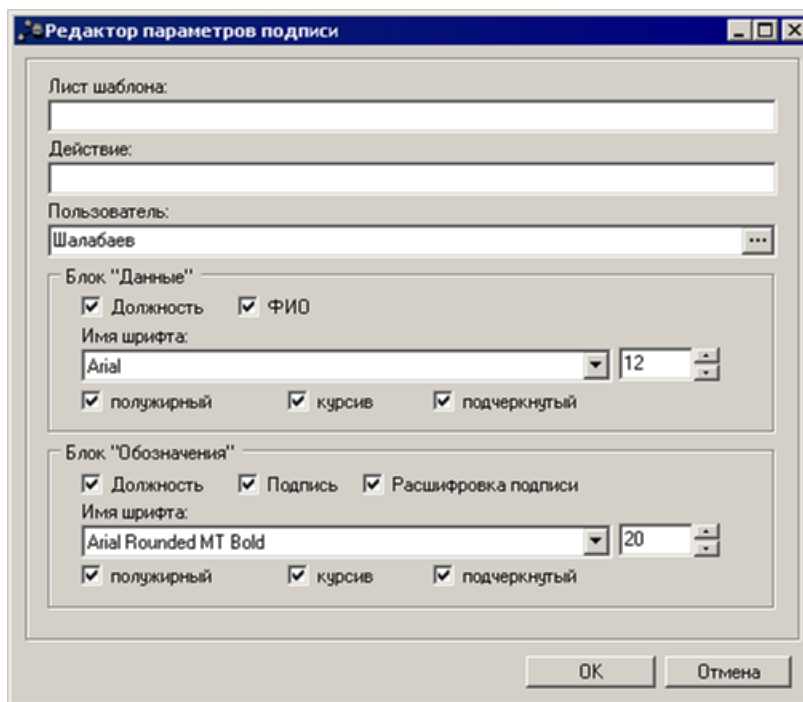 Редактор параметров подписи
Лист шаблона:
Действие:
Пользователь:
Шалабаев
Блок "Данные"
Должность ФИО
Имя шрифта:
Arial 12
полужирный курсив подчеркнутый
Блок "Обозначения"
Должность Подпись Расшифровка подписи
Имя шрифта:
Arial Rounded MT Bold 20
полужирный курсив подчеркнутый
OK Отмена